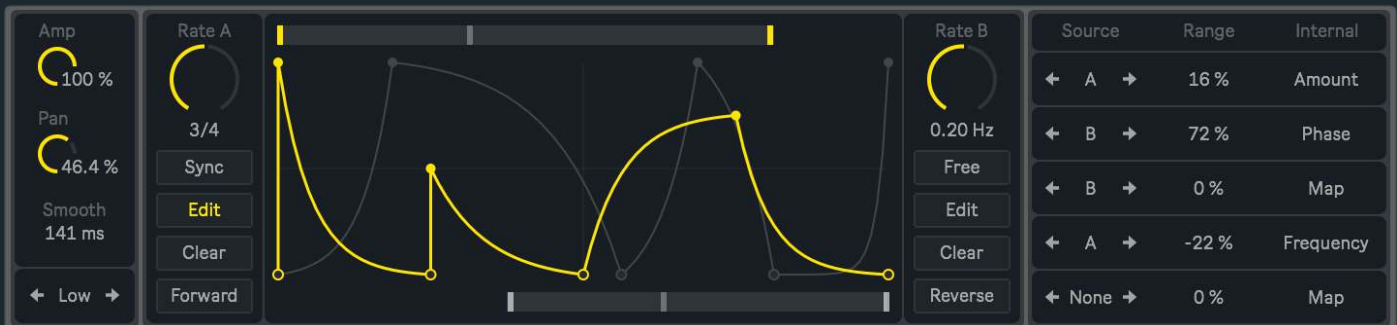 Amp
100 %
Pan
46.4 %
Smooth
141 ms
← Low →
Rate A
3/4
Sync
Edit
Clear
Forward
Rate B
0.20 Hz
Free
Edit
Clear
Reverse
Source Range Internal
← A → 16 % Amount
← B → 72 % Phase
← B → 0 % Map
← A → -22 % Frequency
← None → 0 % Map